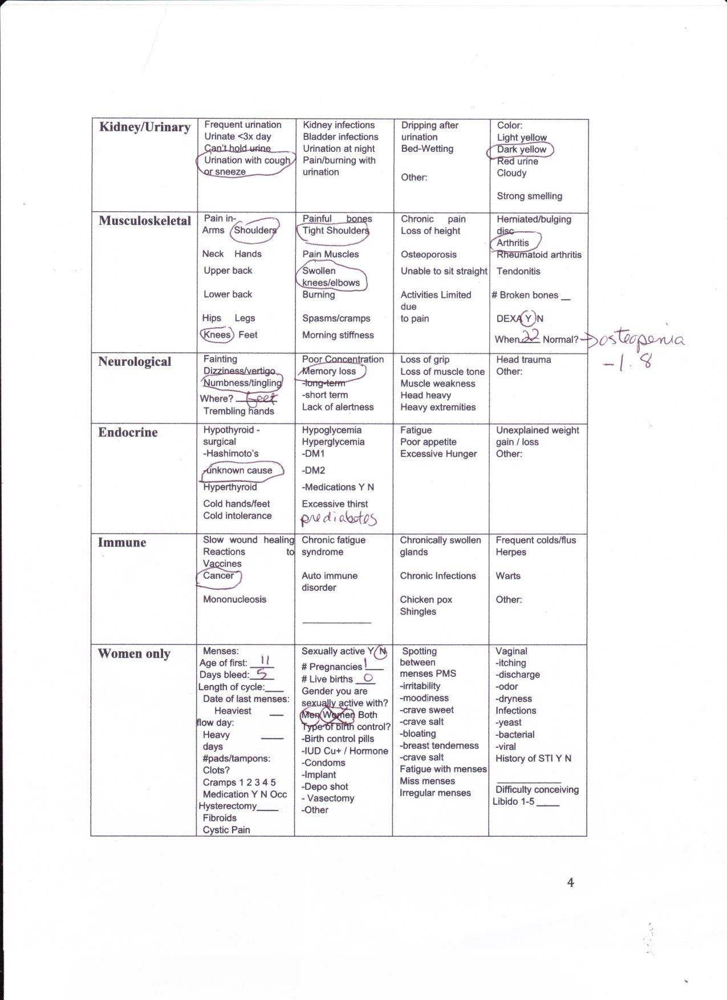 Kidney/Urinary
Frequent urination
Urinate <3x day
Can't hold urine
Urination with cough
or sneeze
Kidney infections
Bladder infections
Urination at night
Pain/burning with
urination
Dripping after
urination
Bed-Wetting
Other:
Color:
Light yellow
Dark yellow
Red urine
Cloudy
Strong smelling
Musculoskeletal
Pain in-
Arms Shoulders
Neck Hands
Upper back
Lower back
Hips Legs
Knees Feet
Painful bones
Tight Shoulders
Pain Muscles
Swollen
knees/elbows
Burning
Spasms/cramps
Morning stiffness
Chronic pain
Loss of height
Osteoporosis
Unable to sit straight
Activities Limited
due
to pain
Herniated/bulging
disc
Arthritis
Rheumatoid arthritis
Tendonitis
# Broken bones __
DEXA Y N
When 22 Normal? → osteopenia
-1.8
Neurological
Fainting
Dizziness/vertigo
Numbness/tingling
Where? feet
Trembling hands
Poor Concentration
Memory loss
-long-term
-short term
Lack of alertness
Loss of grip
Loss of muscle tone
Muscle weakness
Head heavy
Heavy extremities
Head trauma
Other:
Endocrine
Hypothyroid -
surgical
-Hashimoto's
-unknown cause
Hyperthyroid
Cold hands/feet
Cold intolerance
Hypoglycemia
Hyperglycemia
-DM1
-DM2
-Medications Y N
Excessive thirst
prediabetes
Fatigue
Poor appetite
Excessive Hunger
Unexplained weight
gain / loss
Other:
Immune
Slow wound healing
Reactions to
Vaccines
Cancer
Mononucleosis
Chronic fatigue
syndrome
Auto immune
disorder
Chronically swollen
glands
Chronic Infections
Chicken pox
Shingles
Frequent colds/flus
Herpes
Warts
Other:
Women only
Menses:
Age of first: 11
Days bleed: 5
Length of cycle:____
Date of last menses:
Heaviest ___
flow day:
Heavy ____
days
#pads/tampons:
Clots?
Cramps 1 2 3 4 5
Medication Y N Occ
Hysterectomy____
Fibroids
Cystic Pain
Sexually active Y N
# Pregnancies 1
# Live births 0
Gender you are
sexually active with?
Men Women Both
Type of birth control?
-Birth control pills
-IUD Cu+ / Hormone
-Condoms
-Implant
-Depo shot
- Vasectomy
-Other
Spotting
between
menses PMS
-irritability
-moodiness
-crave sweet
-crave salt
-bloating
-breast tenderness
-crave salt
Fatigue with menses
Miss menses
Irregular menses
Vaginal
-itching
-discharge
-odor
-dryness
Infections
-yeast
-bacterial
-viral
History of STI Y N
Difficulty conceiving
Libido 1-5 ____
4